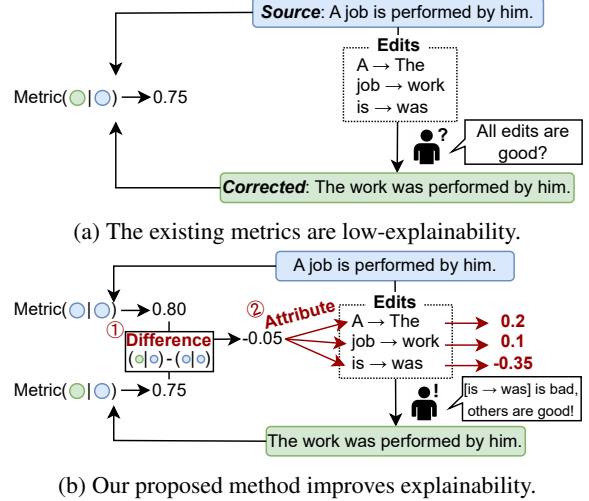 Source: A job is performed by him.
Edits
A → The
job → work
is → was
Metric( | ) → 0.75
?
All edits are
good?
Corrected: The work was performed by him.
(a) The existing metrics are low-explainability.
A job is performed by him.
Metric( | ) → 0.80
① Difference
( | ) - ( | )
-0.05
② Attribute
Edits
A → The → 0.2
job → work → 0.1
is → was → -0.35
Metric( | ) → 0.75
!
[is → was] is bad,
others are good!
The work was performed by him.
(b) Our proposed method improves explainability.